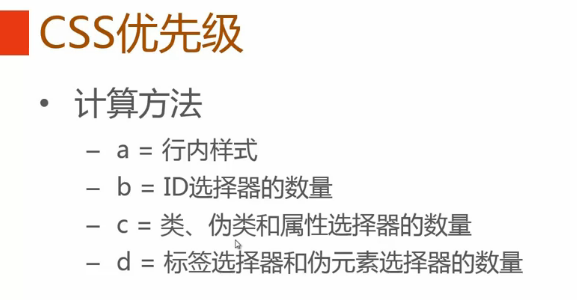 CSS优先级
• 计算方法
– a = 行内样式
– b = ID选择器的数量
– c = 类、伪类和属性选择器的数量
– d = 标签选择器和伪元素选择器的数量